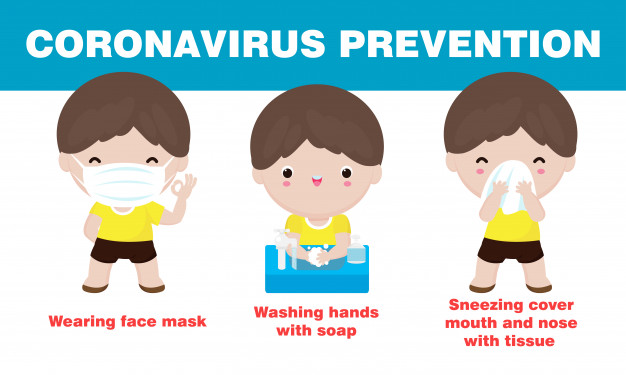 CORONAVIRUS PREVENTION
Wearing face mask
Washing hands
with soap
Sneezing cover
mouth and nose
with tissue